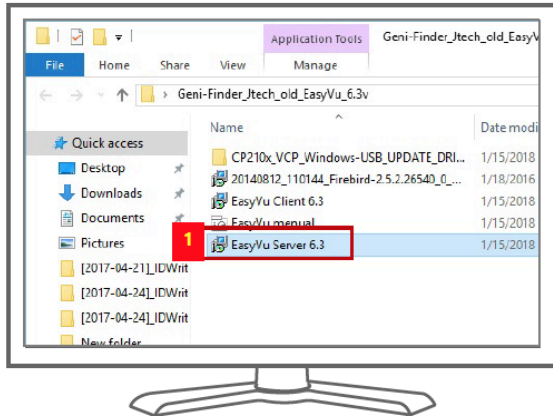 Application Tools Geni-Finder_Jtech_old_EasyV
File Home Share View Manage
Geni-Finder_Jtech_old_EasyVu_6.3v
Name Date modi
Quick access
CP210x_VCP_Windows-USB_UPDATE_DRI... 1/15/2018
Desktop
20140812_110144_Firebird-2.5.2.26540_0_... 1/18/2016
Downloads
EasyVu Client 6.3 1/15/2018
Documents
EasyVu menual 1/15/2018
Pictures
1 EasyVu Server 6.3 1/15/2018
[2017-04-21]_IDWrit
[2017-04-24]_IDWrit
[2017-04-24]_IDWrit
New folder